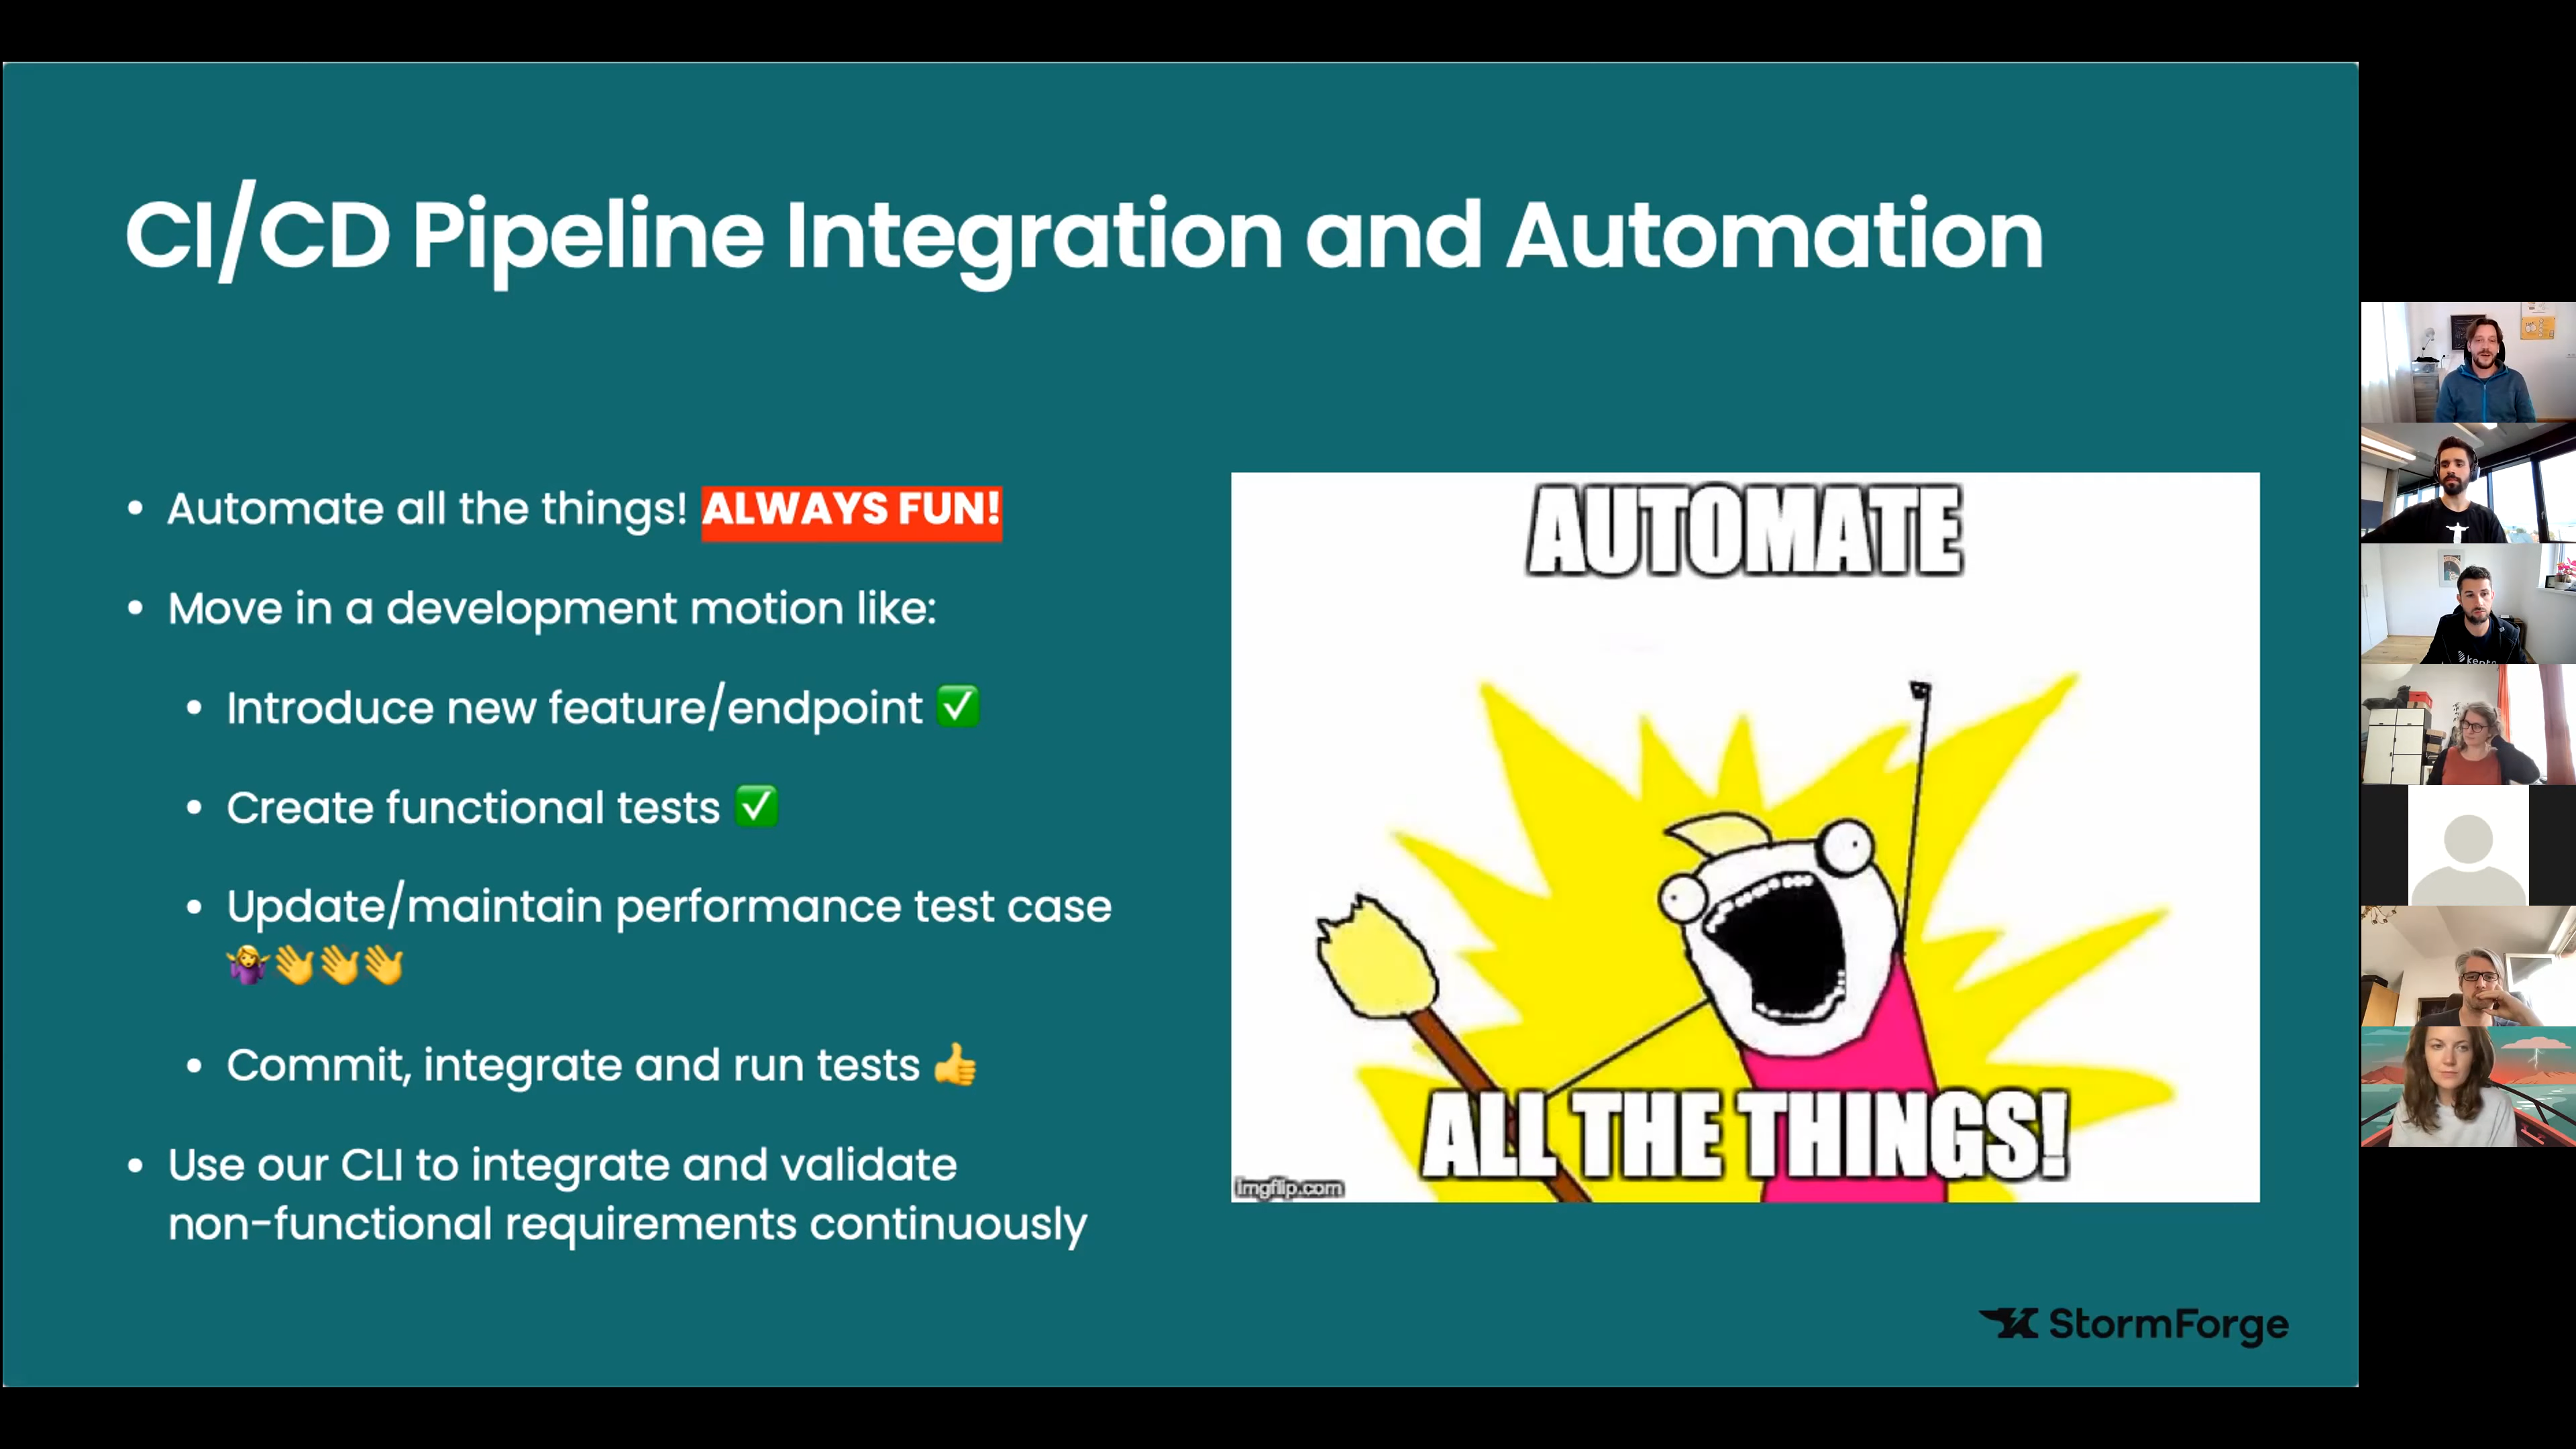 CI/CD Pipeline Integration and Automation
• Automate all the things! ALWAYS FUN!
• Move in a development motion like:
• Introduce new feature/endpoint ✅
• Create functional tests ✅
• Update/maintain performance test case
🤷‍♀️👋👋👋
• Commit, integrate and run tests 👍
• Use our CLI to integrate and validate
non-functional requirements continuously
AUTOMATE
ALL THE THINGS!
imgflip.com
StormForge